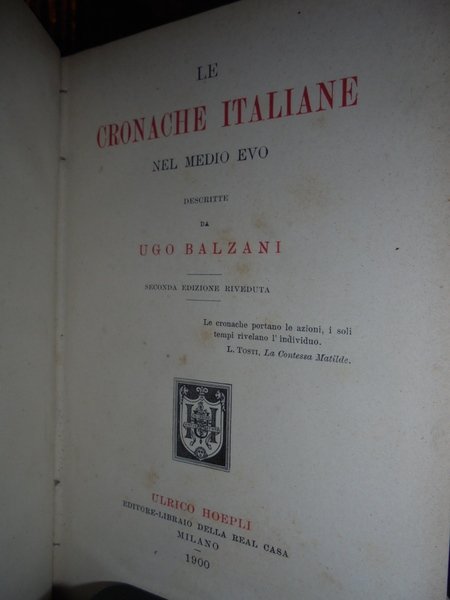 LE
CRONACHE ITALIANE
NEL MEDIO EVO
DESCRITTE
DA
UGO BALZANI
SECONDA EDIZIONE RIVEDUTA
Le cronache portano le azioni, i soli
tempi rivelano l'individuo.
L. Tosti, La Contessa Matilde.
ULRICO HOEPLI
EDITORE-LIBRAIO DELLA REAL CASA
MILANO
1900